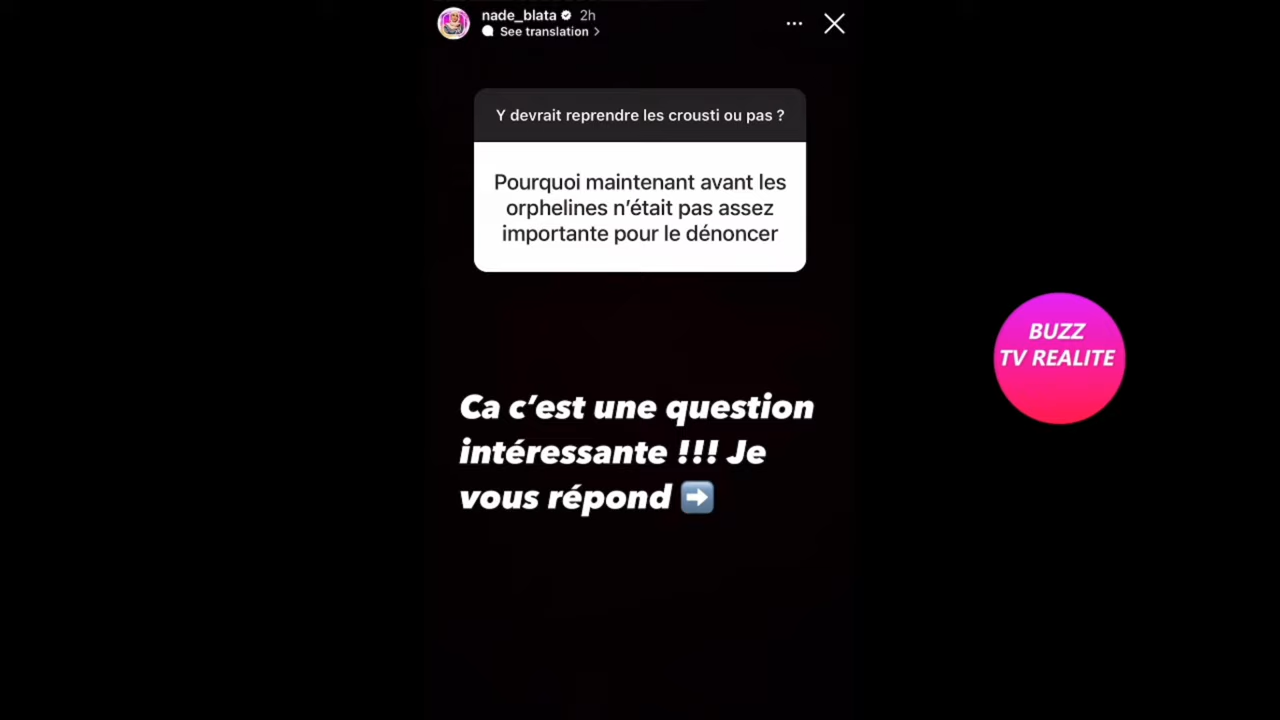 nade_blata 2h
See translation
Y devrait reprendre les crousti ou pas ?
Pourquoi maintenant avant les
orphelines n’était pas assez
importante pour le dénoncer
BUZZ
TV REALITE
Ca c’est une question
intéressante !!! Je
vous répond ➡️